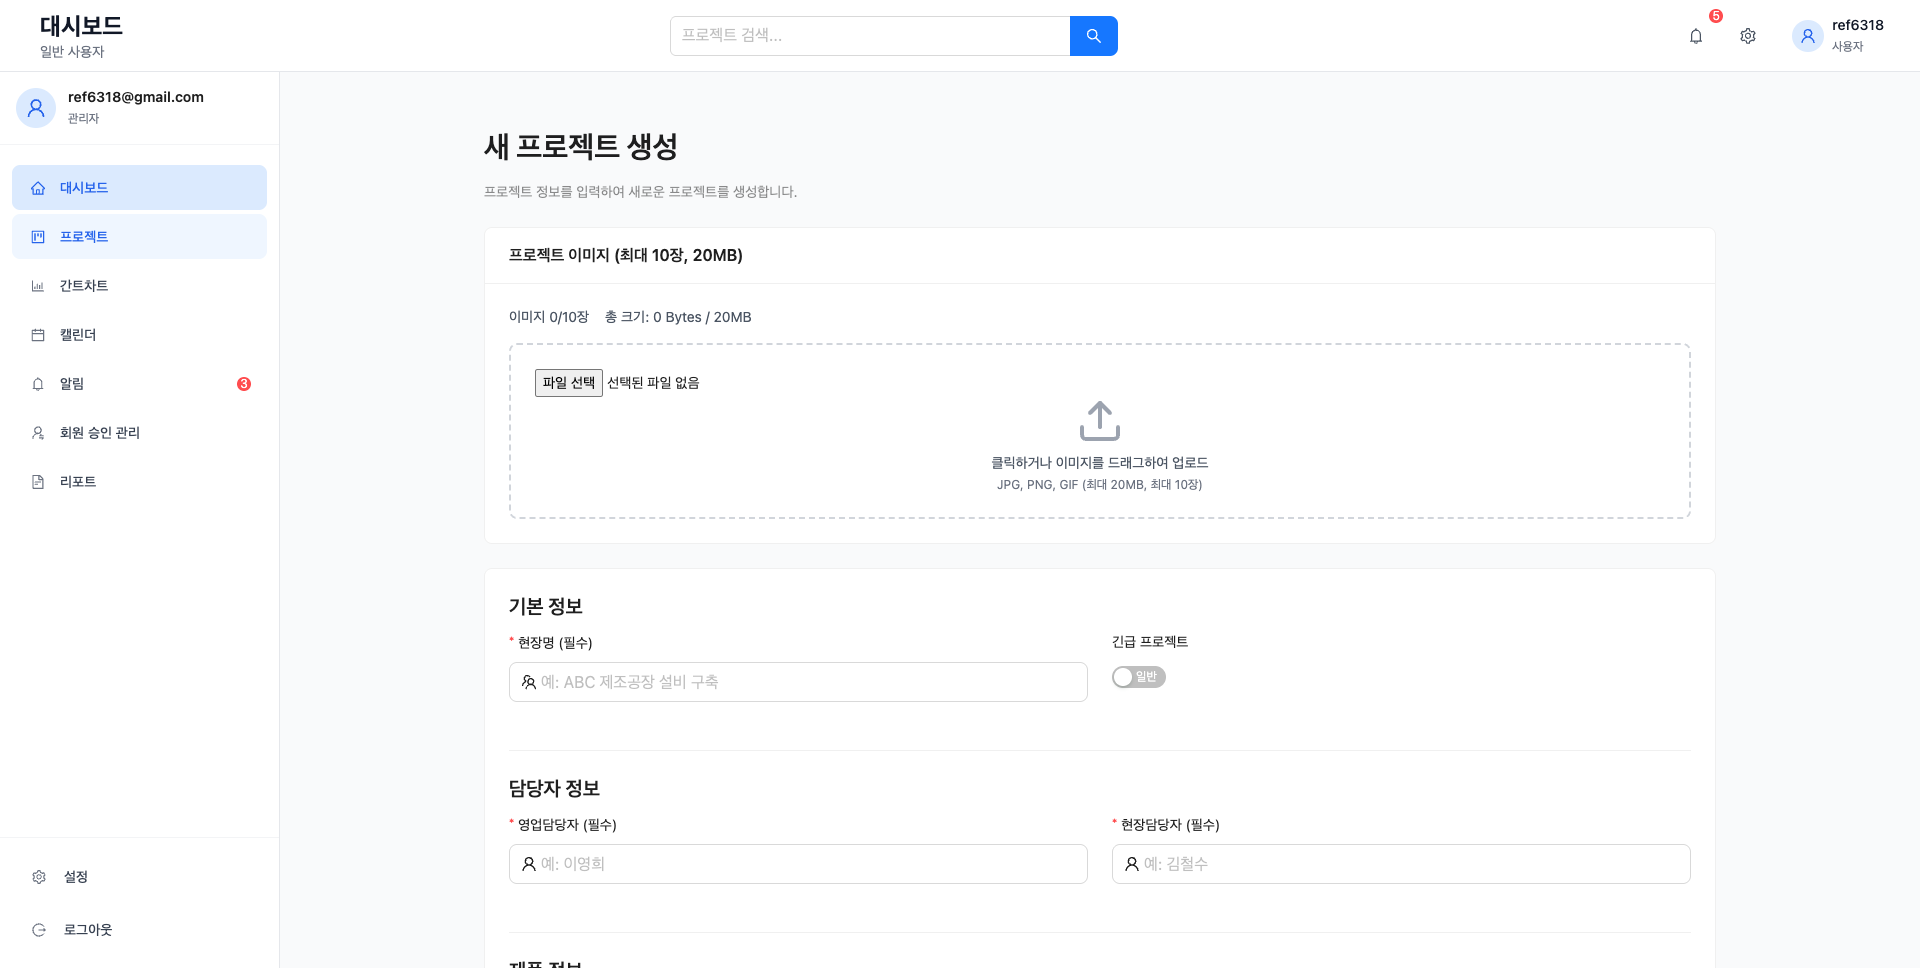 대시보드
일반 사용자
프로젝트 검색...
5
ref6318
사용자
ref6318@gmail.com
관리자
대시보드
프로젝트
간트차트
캘린더
알림
3
회원 승인 관리
리포트
설정
로그아웃
새 프로젝트 생성
프로젝트 정보를 입력하여 새로운 프로젝트를 생성합니다.
프로젝트 이미지 (최대 10장, 20MB)
이미지 0/10장 총 크기: 0 Bytes / 20MB
파일 선택 선택된 파일 없음
클릭하거나 이미지를 드래그하여 업로드
JPG, PNG, GIF (최대 20MB, 최대 10장)
기본 정보
* 현장명 (필수)
예: ABC 제조공장 설비 구축
긴급 프로젝트
일반
담당자 정보
* 영업담당자 (필수)
예: 이영희
* 현장담당자 (필수)
예: 김철수
제품 정보